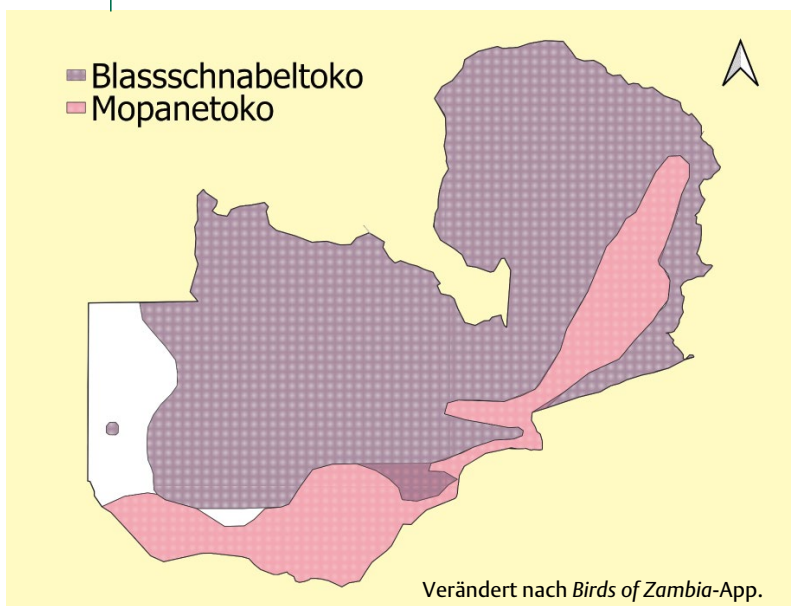 Blassschnabeltoko
Mopanetoko
Verändert nach Birds of Zambia-App.